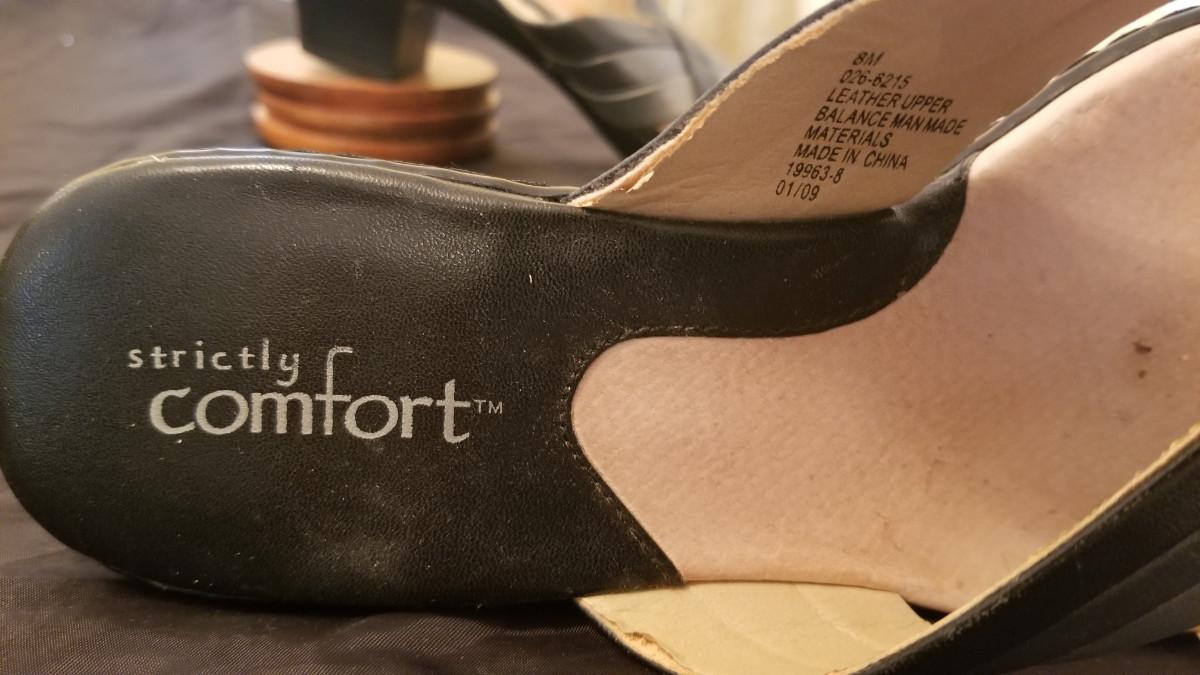 strictly
comfort™
8M
026-6215
LEATHER UPPER
BALANCE MAN MADE
MATERIALS
MADE IN CHINA
19963-8
01/09